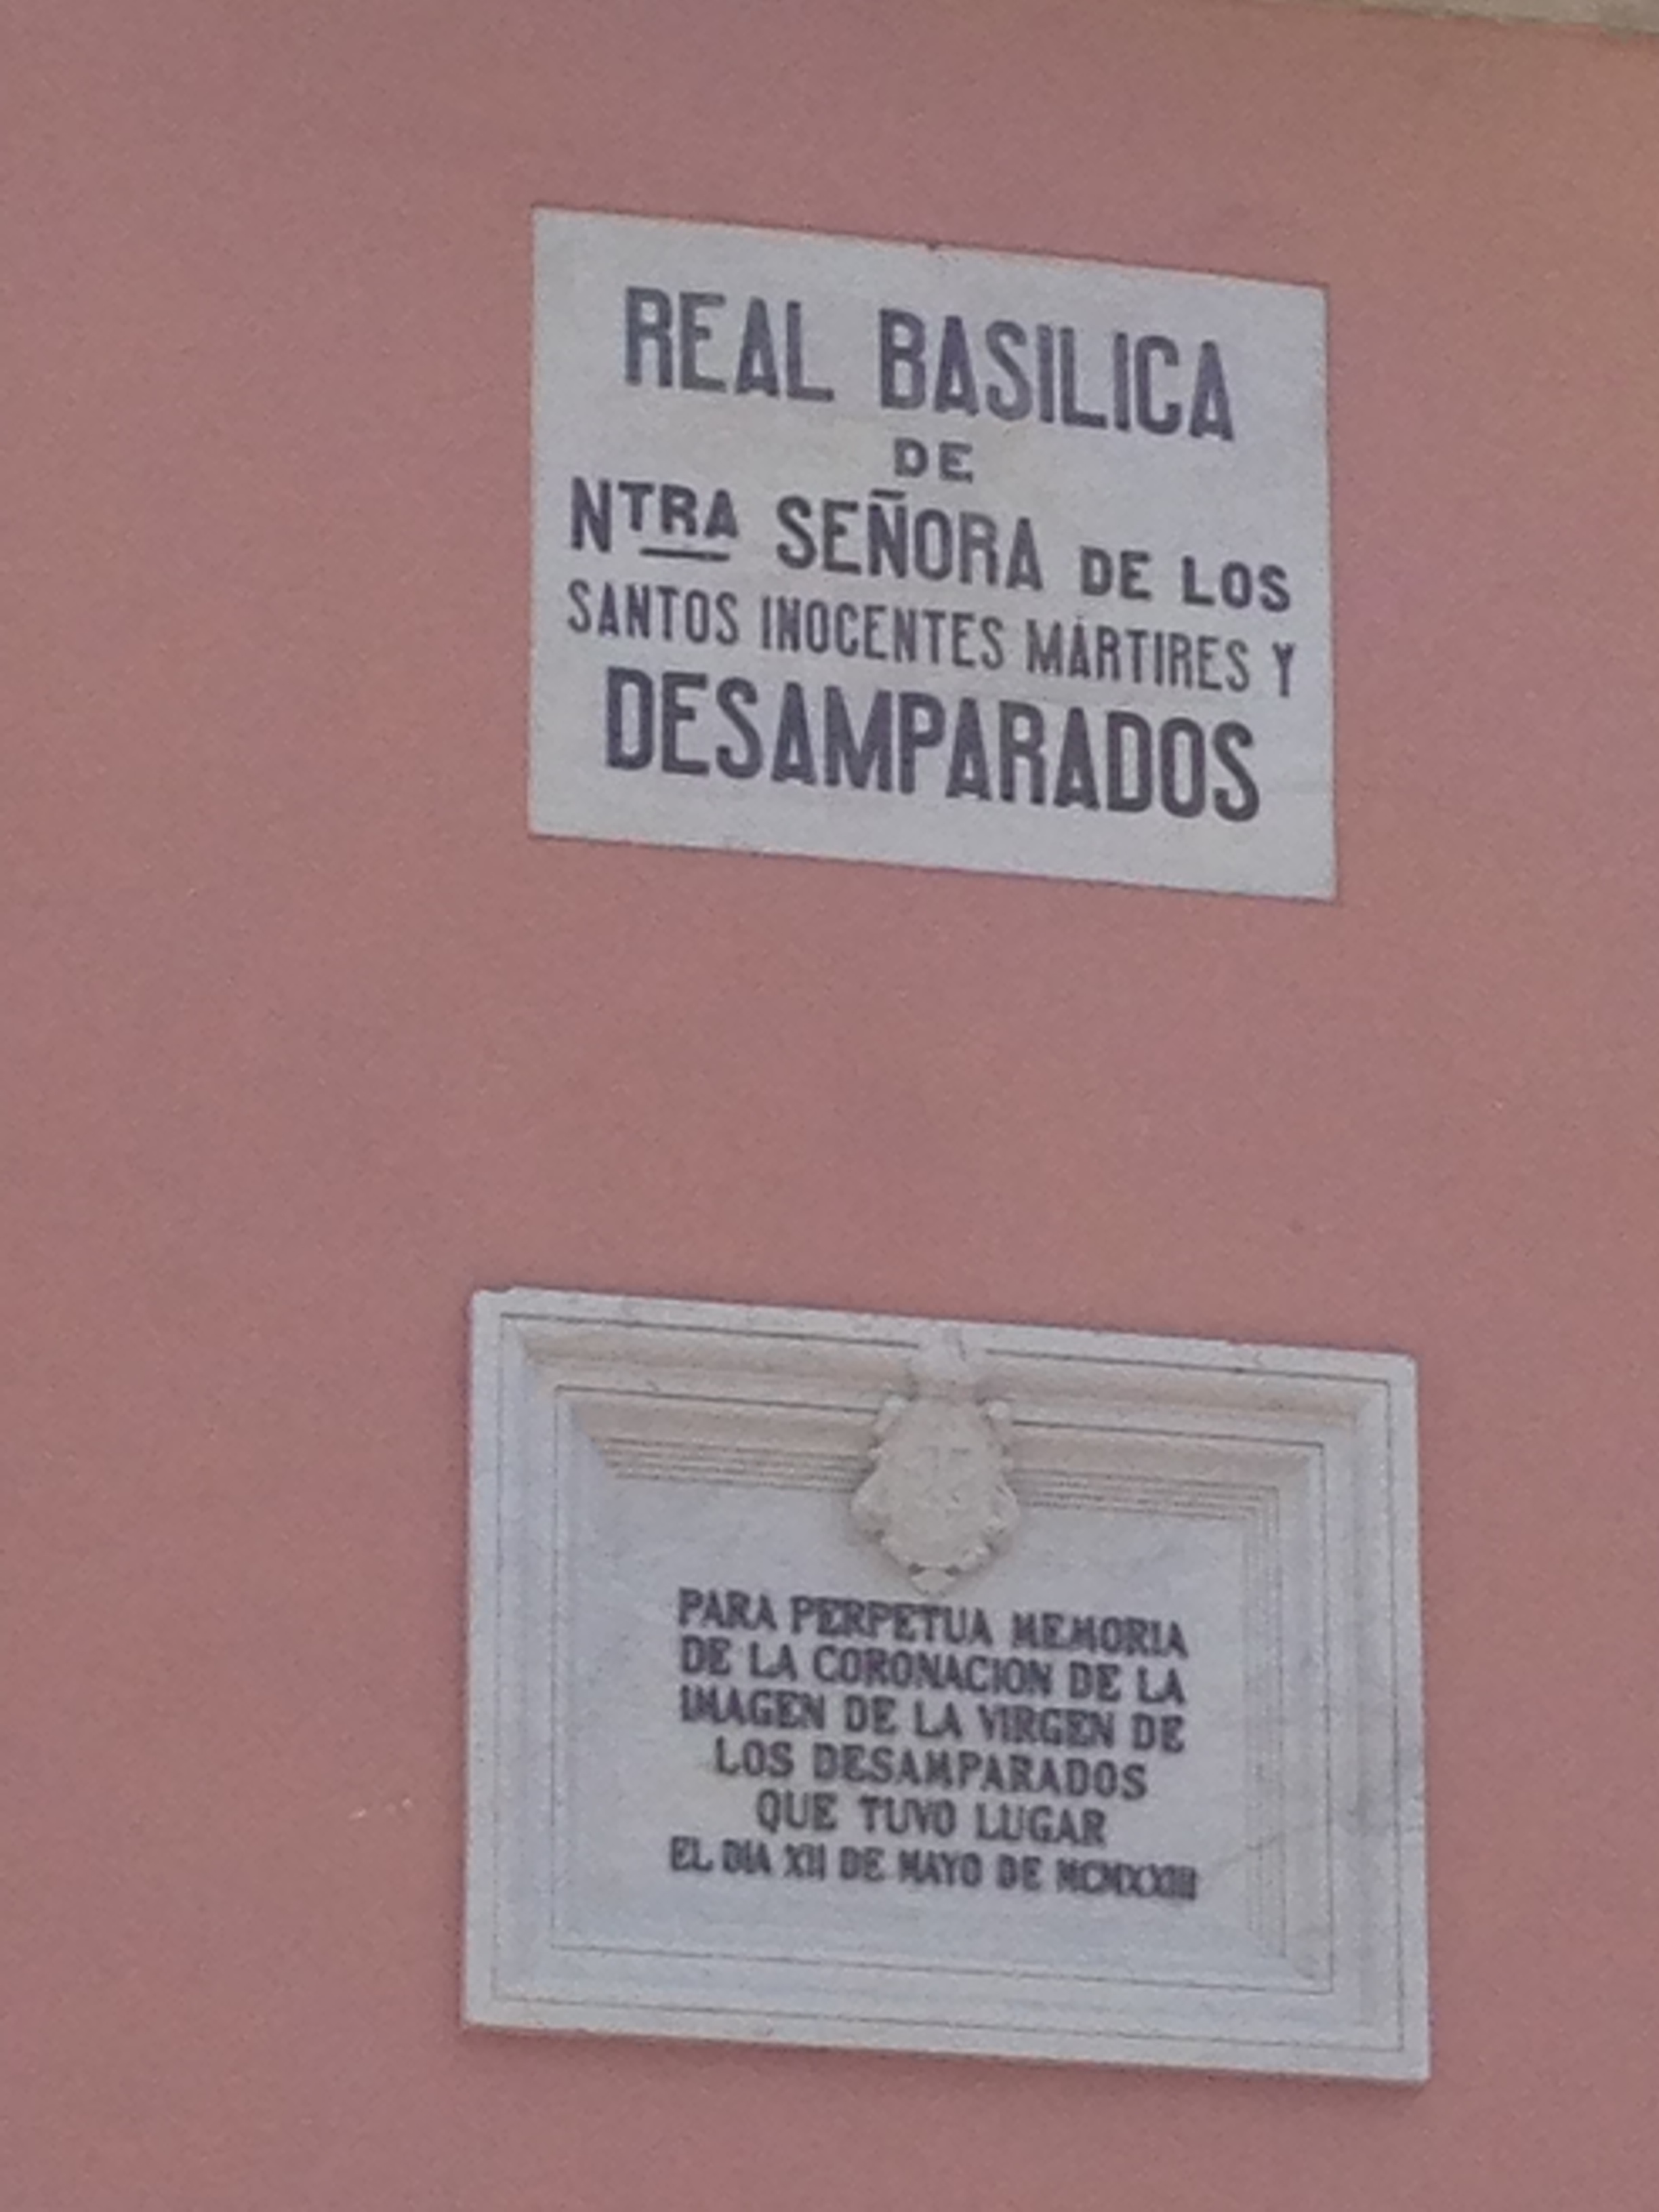 REAL BASILICA
DE
NTRA SEÑORA DE LOS
SANTOS INOCENTES MÁRTIRES Y
DESAMPARADOS
PARA PERPETUA MEMORIA
DE LA CORONACION DE LA
IMAGEN DE LA VIRGEN DE
LOS DESAMPARADOS
QUE TUVO LUGAR
EL DIA XII DE MAYO DE MCMXXIII